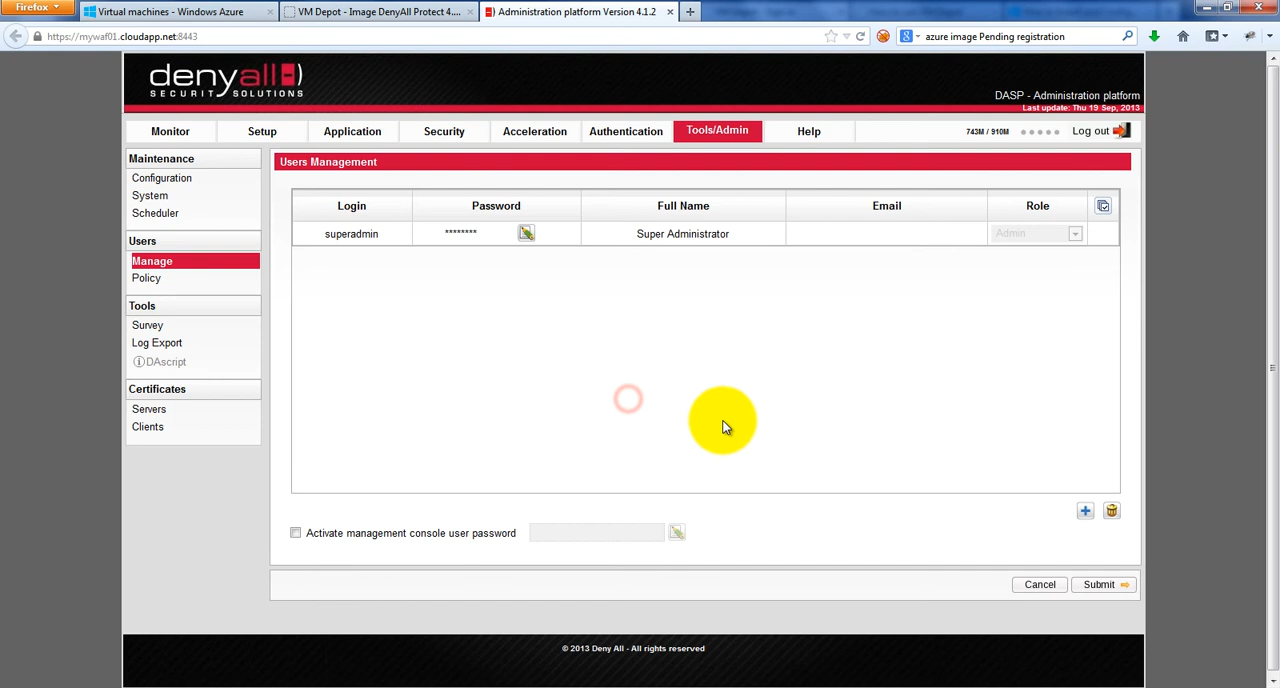 Firefox
Virtual machines - Windows Azure
VM Depot - Image DenyAll Protect 4....
Administration platform Version 4.1.2
https://mywaf01.cloudapp.net:8443
azure image Pending registration
denyall
SECURITY SOLUTIONS
DASP - Administration platform
Last update: Thu 19 Sep, 2013
Monitor
Setup
Application
Security
Acceleration
Authentication
Tools/Admin
Help
743M / 910M
Log out
Maintenance
Configuration
System
Scheduler
Users
Manage
Policy
Tools
Survey
Log Export
DAscript
Certificates
Servers
Clients
Users Management
Login Password Full Name Email Role
superadmin ******** Super Administrator Admin
Activate management console user password
Cancel
Submit
© 2013 Deny All - All rights reserved